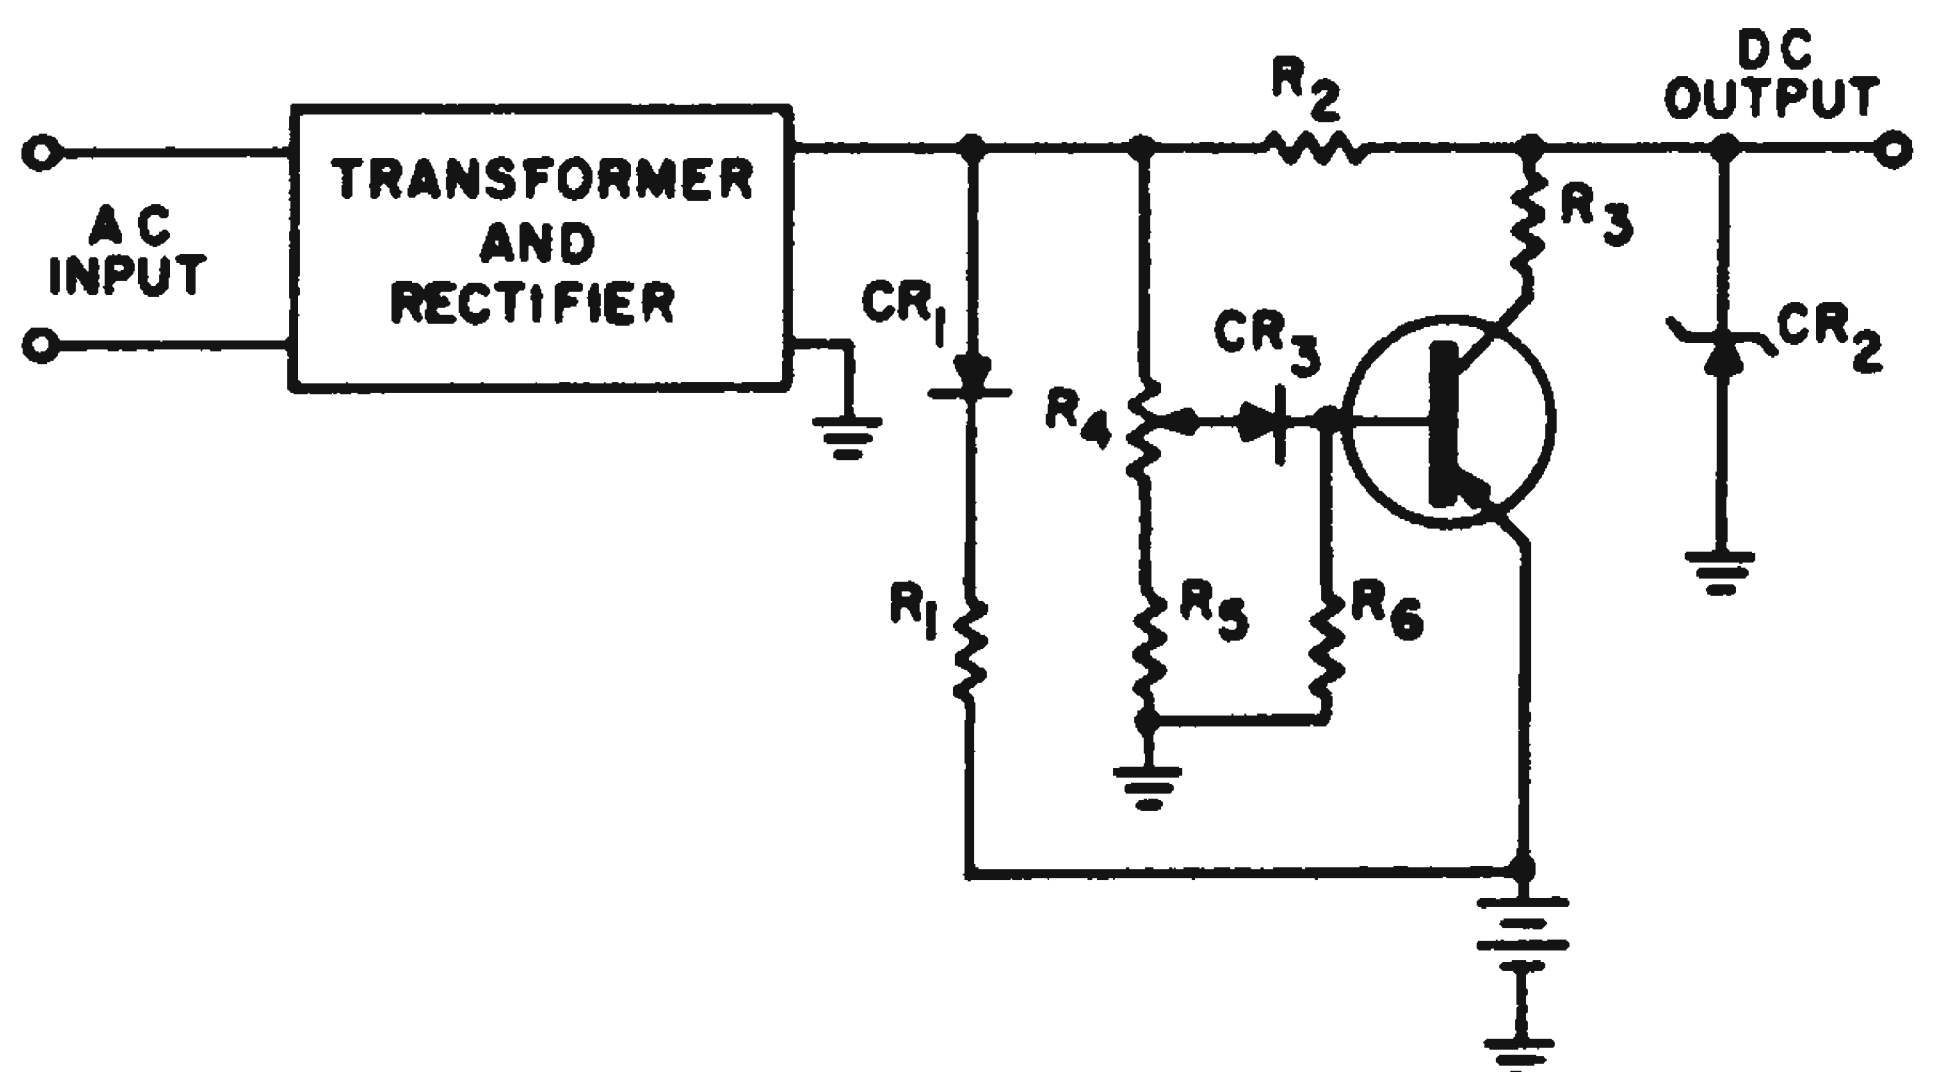 DC
OUTPUT
R2
TRANSFORMER
AND
RECTIFIER
AC
INPUT
R3
CR1
CR3
CR2
R4
R1
R5
R6